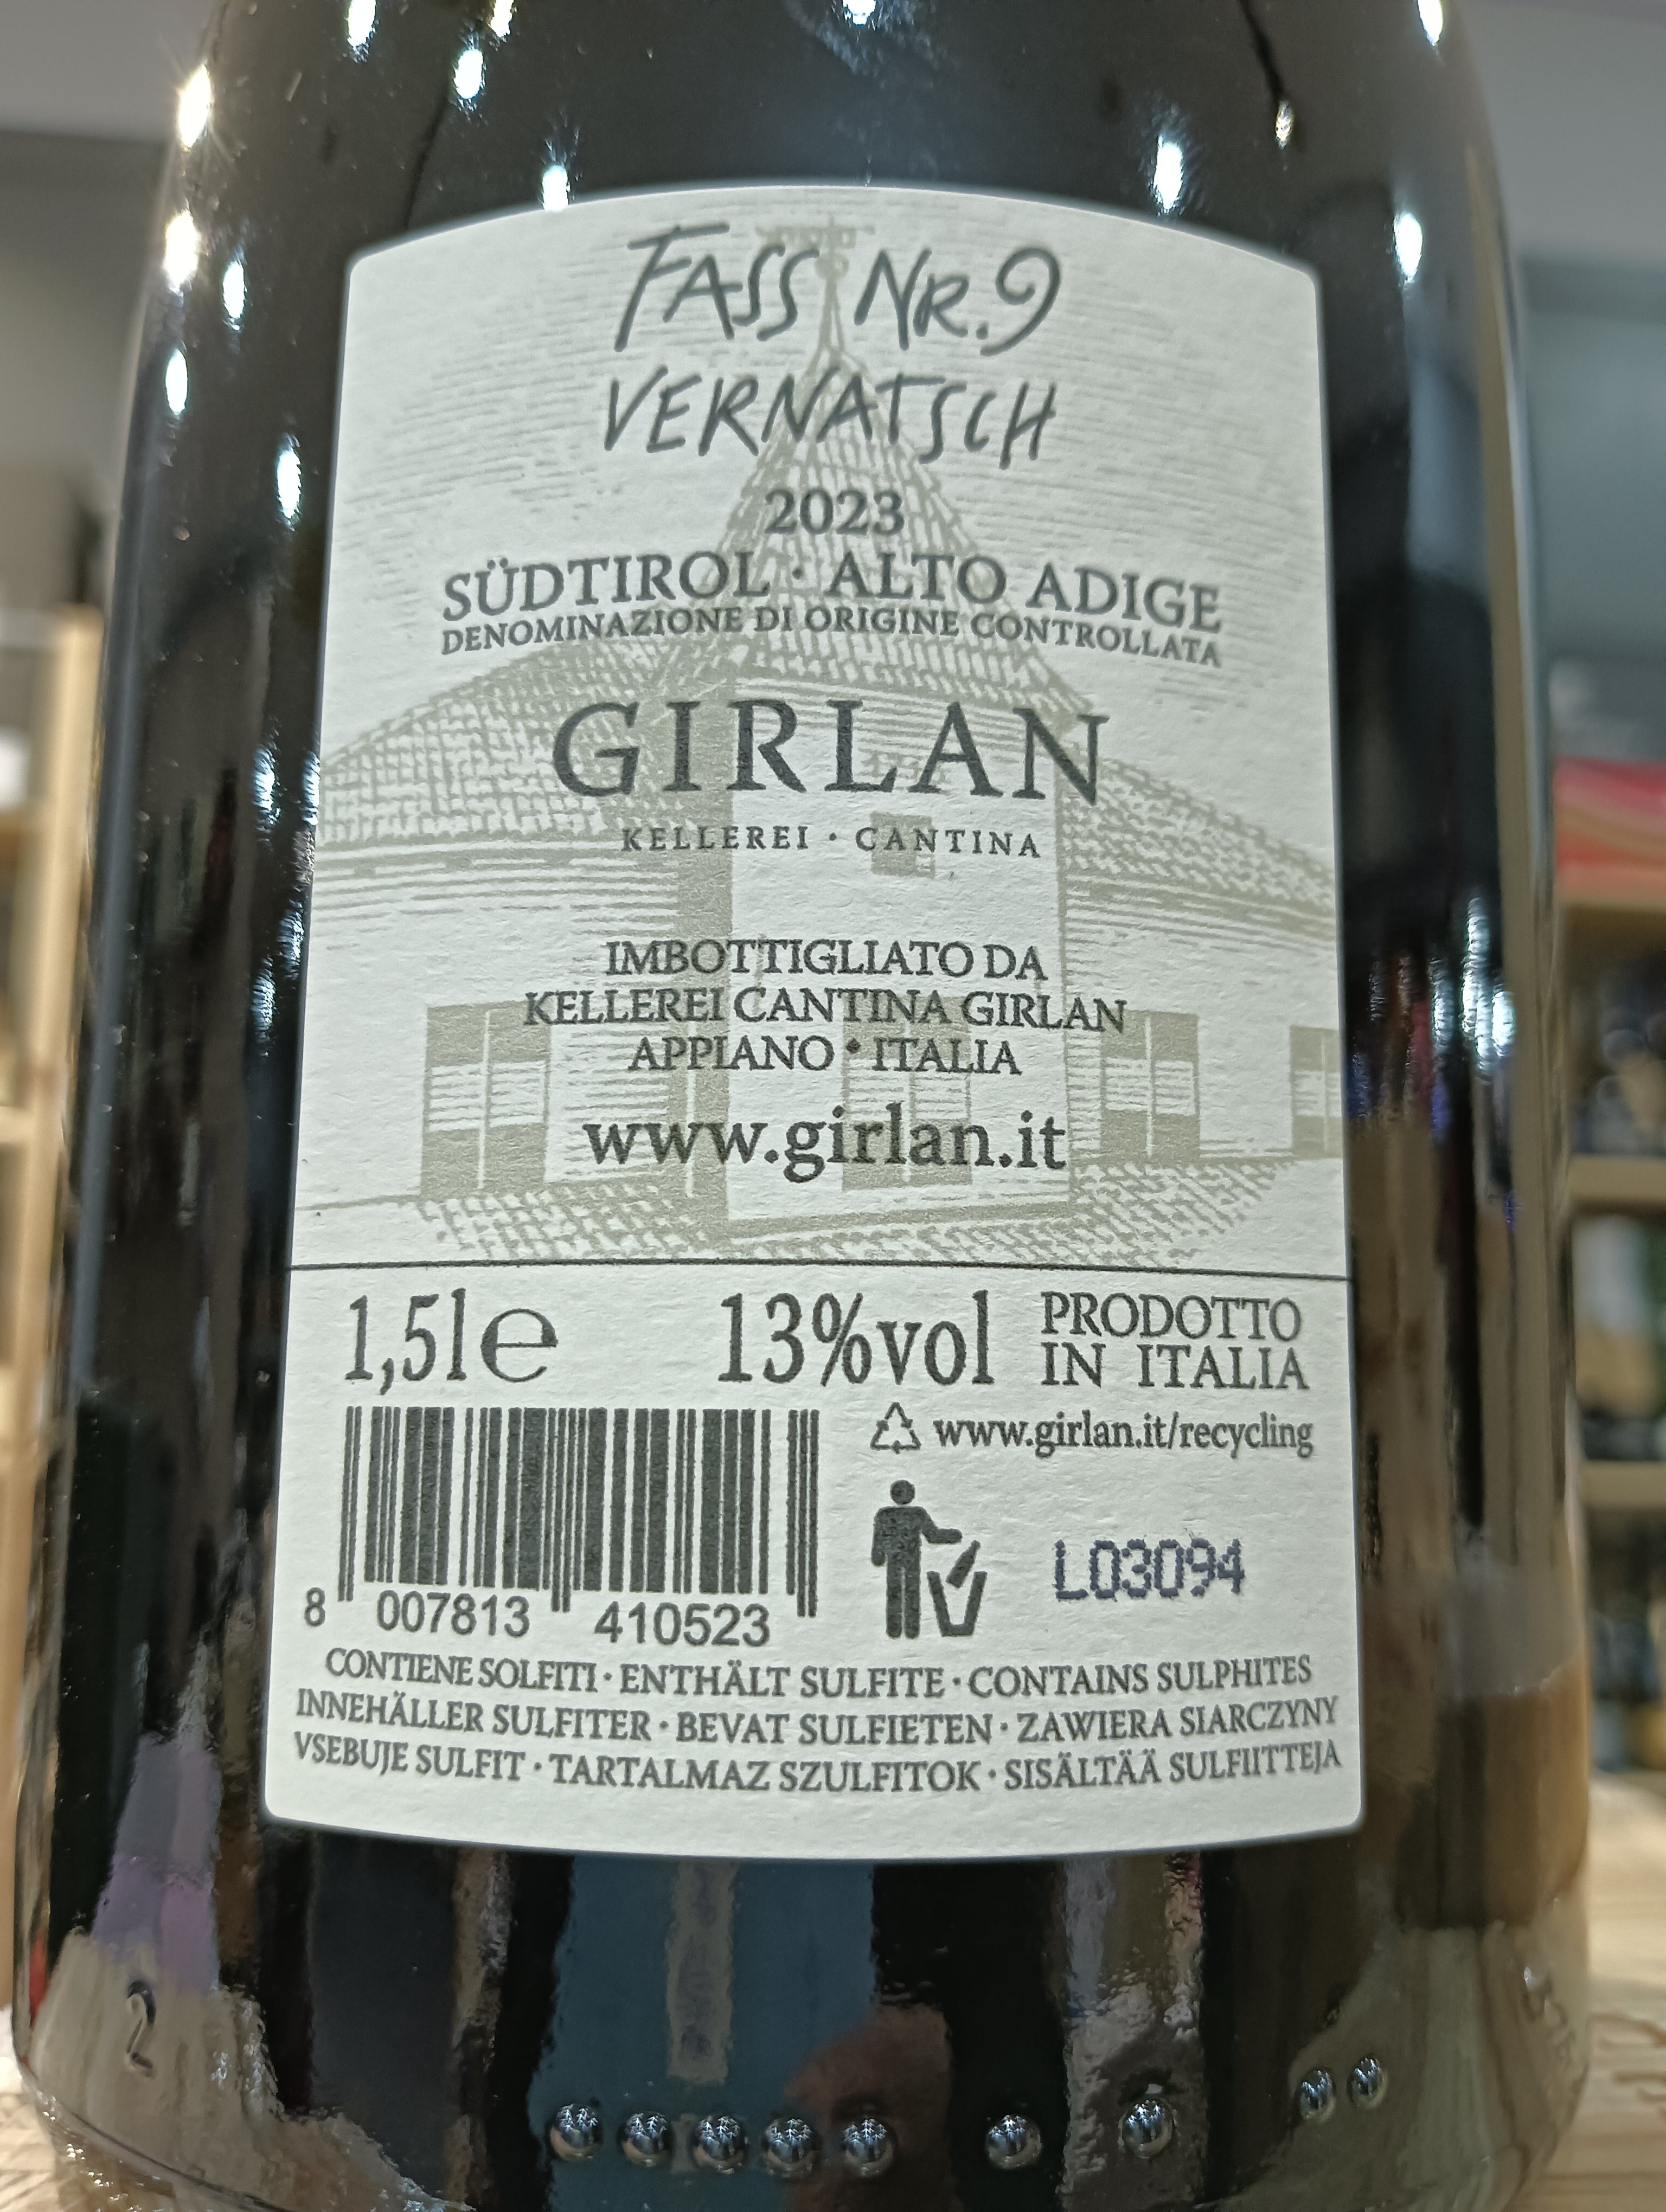 FASS NR.9
VERNATSCH
2023
SÜDTIROL · ALTO ADIGE
DENOMINAZIONE DI ORIGINE CONTROLLATA
GIRLAN
KELLEREI · CANTINA
IMBOTTIGLIATO DA
KELLEREI CANTINA GIRLAN
APPIANO · ITALIA
www.girlan.it
1,5l e 13%vol PRODOTTO
IN ITALIA
www.girlan.it/recycling
L03094
8 007813 410523
CONTIENE SOLFITI · ENTHÄLT SULFITE · CONTAINS SULPHITES
INNEHÄLLER SULFITER · BEVAT SULFIETEN · ZAWIERA SIARCZYNY
VSEBUJE SULFIT · TARTALMAZ SZULFITOK · SISÄLTÄÄ SULFIITTEJA
2